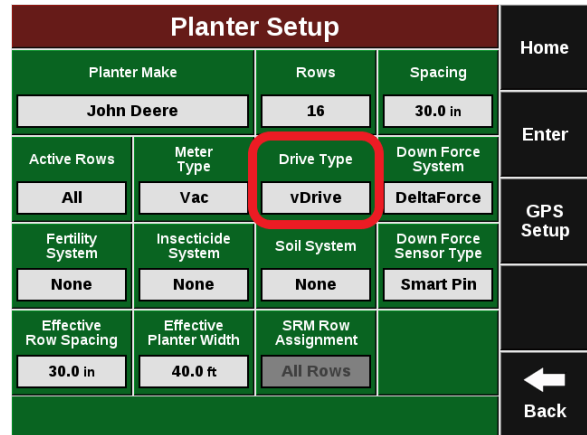 Planter Setup
Home
Planter Make
Rows
Spacing
John Deere
16
30.0 in
Enter
Active Rows
Meter
Type
Drive Type
Down Force
System
All
Vac
vDrive
DeltaForce
GPS
Setup
Fertility
System
Insecticide
System
Soil System
Down Force
Sensor Type
None
None
None
Smart Pin
Effective
Row Spacing
Effective
Planter Width
SRM Row
Assignment
30.0 in
40.0 ft
All Rows
Back